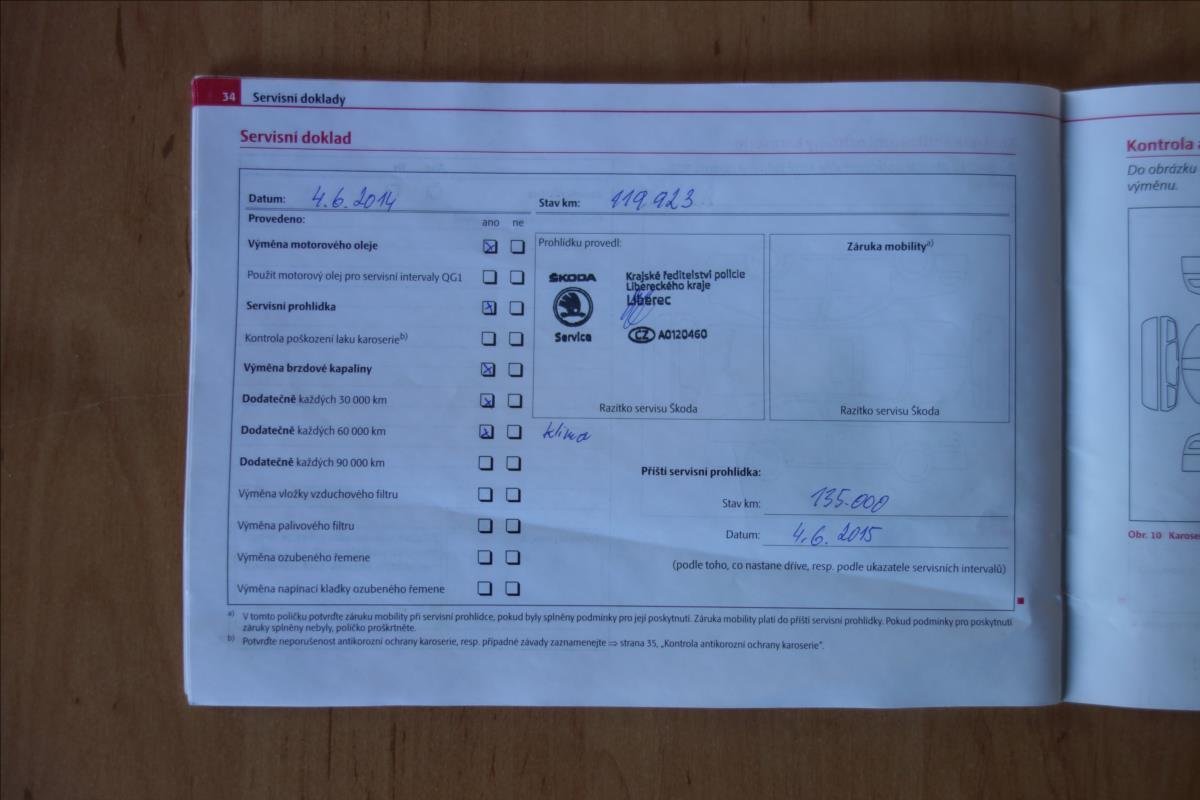 34 Servisní doklady
Servisní doklad
Datum: 4.6.2014 Stav km: 119.923
Provedeno: ano ne
Výměna motorového oleje
Použit motorový olej pro servisní intervaly QG1
Servisní prohlídka
Kontrola poškození laku karoserie b)
Výměna brzdové kapaliny
Dodatečně každých 30 000 km
Dodatečně každých 60 000 km klima
Dodatečně každých 90 000 km
Výměna vložky vzduchového filtru
Výměna palivového filtru
Výměna ozubeného řemene
Výměna napínací kladky ozubeného řemene
Prohlídku provedl:
ŠKODA
Service
Krajské ředitelství policie
Libereckého kraje
Liberec
CZ A0120460
Razítko servisu Škoda
Záruka mobility a)
Razítko servisu Škoda
Příští servisní prohlídka:
Stav km: 135.000
Datum: 4.6.2015
(podle toho, co nastane dříve, resp. podle ukazatele servisních intervalů)
a) V tomto políčku potvrďte záruku mobility při servisní prohlídce, pokud byly splněny podmínky pro její poskytnutí. Záruka mobility platí do příští servisní prohlídky. Pokud podmínky pro poskytnutí
záruky splněny nebyly, políčko proškrtněte.
b) Potvrďte neporušenost antikorozní ochrany karoserie, resp. případné závady zaznamenejte ⇒ strana 35, „Kontrola antikorozní ochrany karoserie“.
Kontrola
Do obrázku
výměnu.
Obr. 10